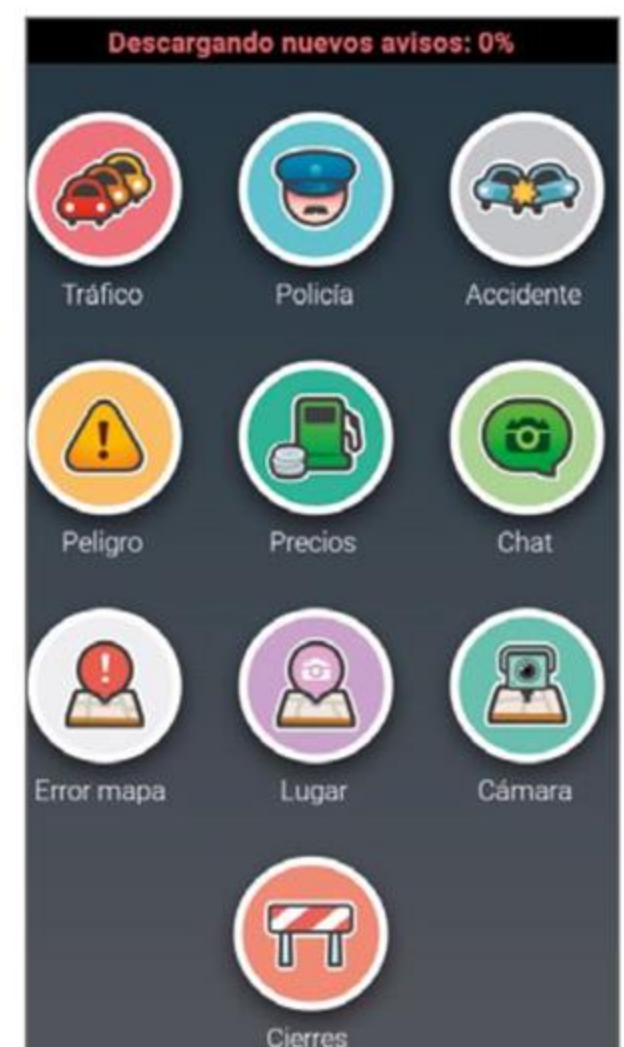 Descargando nuevos avisos: 0%
Tráfico
Policía
Accidente
Peligro
Precios
Chat
Error mapa
Lugar
Cámara
Cierres